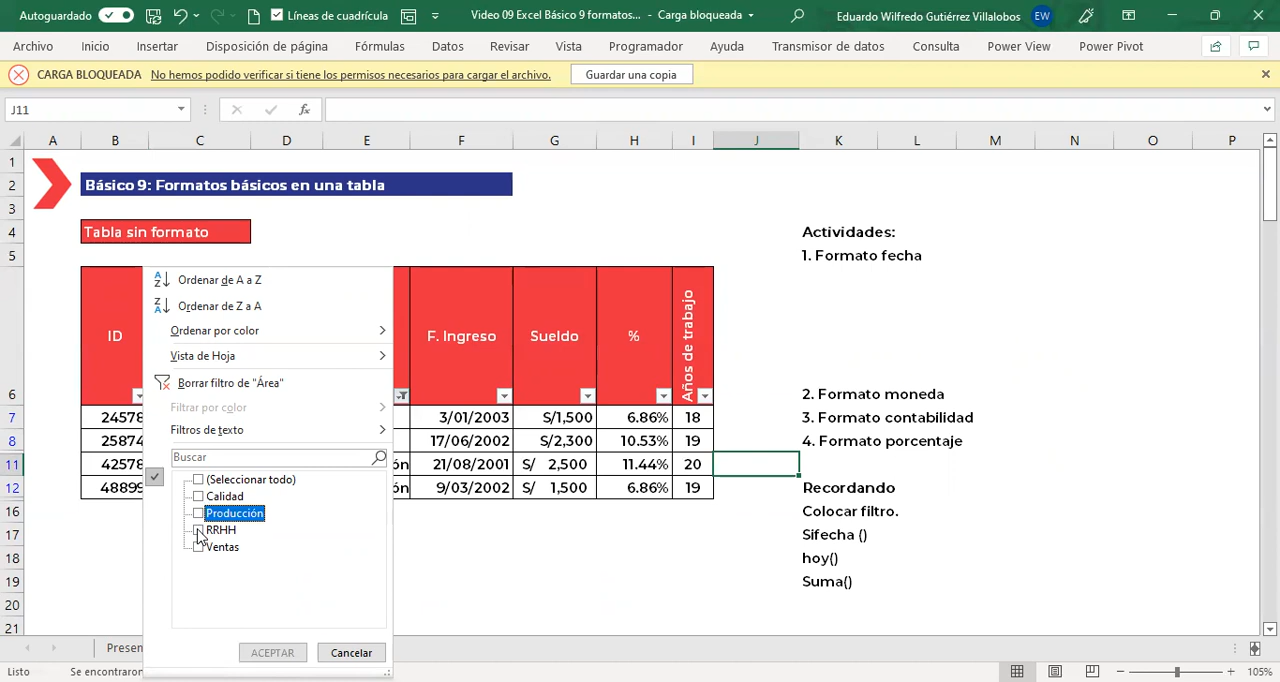 Autoguardado
Líneas de cuadrícula
Video 09 Excel Básico 9 formatos... - Carga bloqueada
Eduardo Wilfredo Gutiérrez Villalobos
EW
Archivo Inicio Insertar Disposición de página Fórmulas Datos Revisar Vista Programador Ayuda Transmisor de datos Consulta Power View Power Pivot
CARGA BLOQUEADA No hemos podido verificar si tiene los permisos necesarios para cargar el archivo. Guardar una copia
J11 fx
A B C D E F G H I J K L M N O P
1
2 Básico 9: Formatos básicos en una tabla
3
4 Tabla sin formato Actividades:
5 1. Formato fecha
ID F. Ingreso Sueldo % Años de trabajo
6 2. Formato moneda
7 24578 3/01/2003 S/1,500 6.86% 18 3. Formato contabilidad
8 25874 17/06/2002 S/2,300 10.53% 19 4. Formato porcentaje
11 42578 ón 21/08/2001 S/ 2,500 11.44% 20
12 48899 ón 9/03/2002 S/ 1,500 6.86% 19 Recordando
16 Colocar filtro.
17 Sifecha ()
18 hoy()
19 Suma()
20
21
Ordenar de A a Z
Ordenar de Z a A
Ordenar por color
Vista de Hoja
Borrar filtro de "Área"
Filtrar por color
Filtros de texto
Buscar
(Seleccionar todo)
Calidad
Producción
RRHH
Ventas
ACEPTAR Cancelar
Presen
Listo Se encontraron 105%